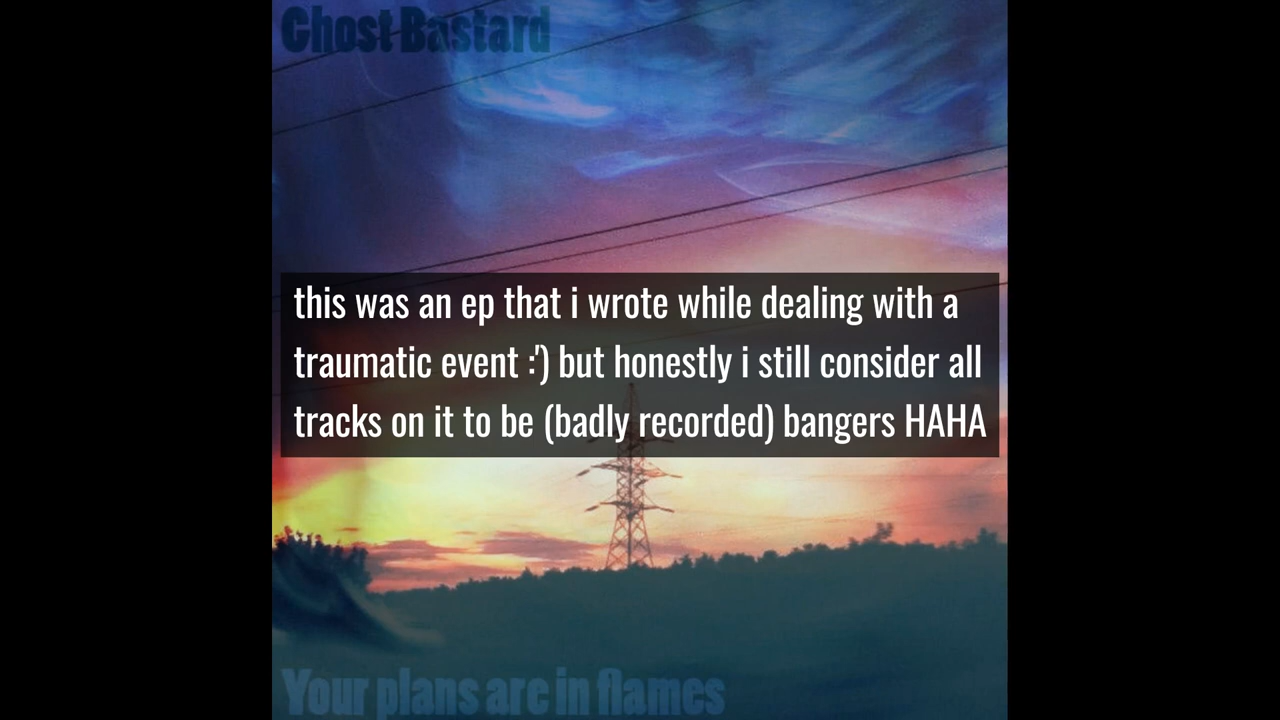 Ghost Bastard
this was an ep that i wrote while dealing with a
traumatic event :') but honestly i still consider all
tracks on it to be (badly recorded) bangers HAHA
Your plans are in flames